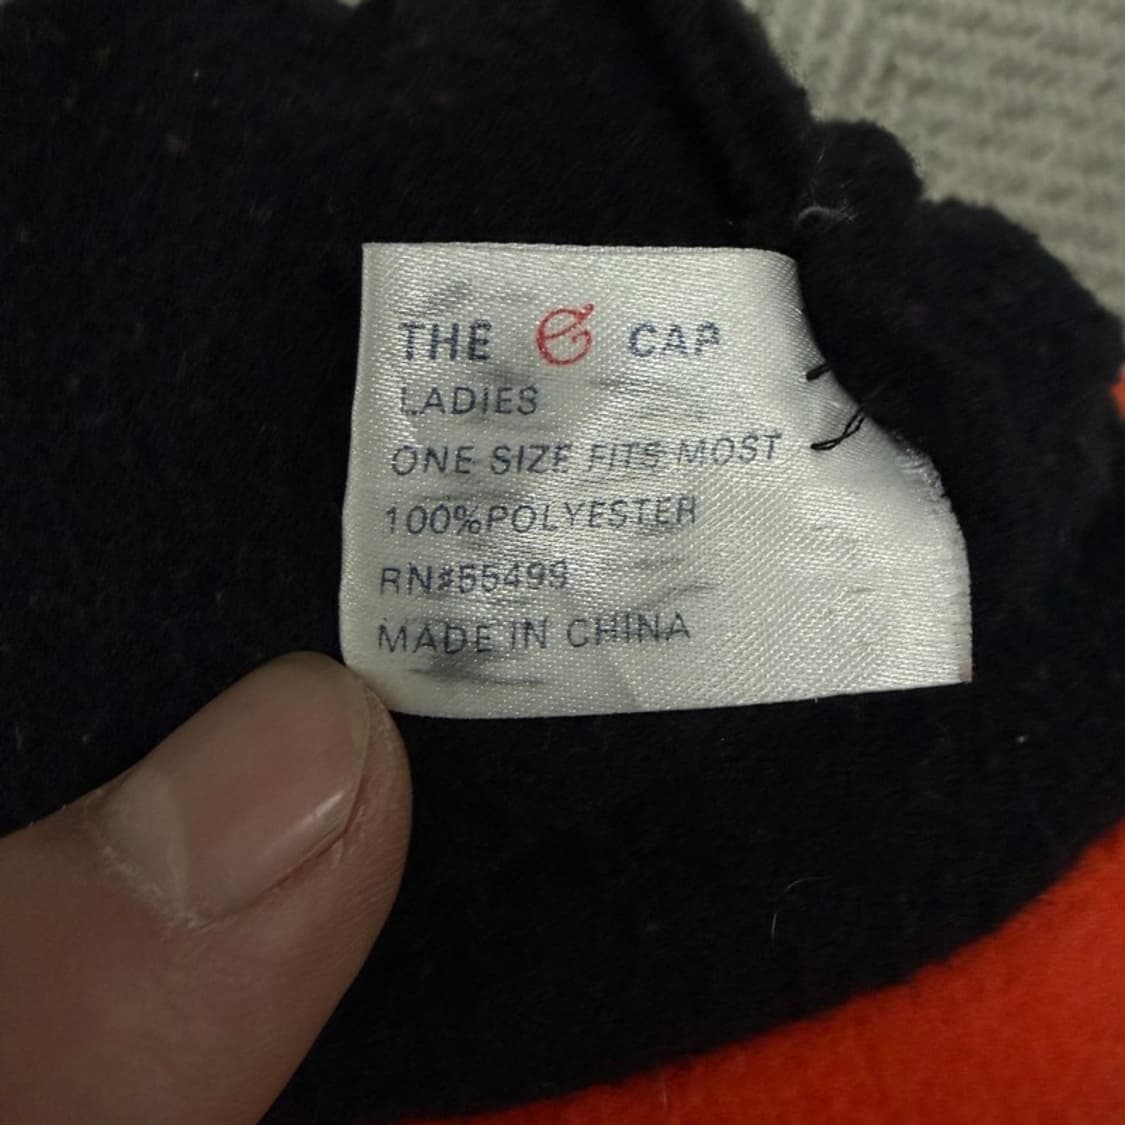 THE G CAP
LADIES
ONE SIZE FITS MOST
100%POLYESTER
RN#55499
MADE IN CHINA